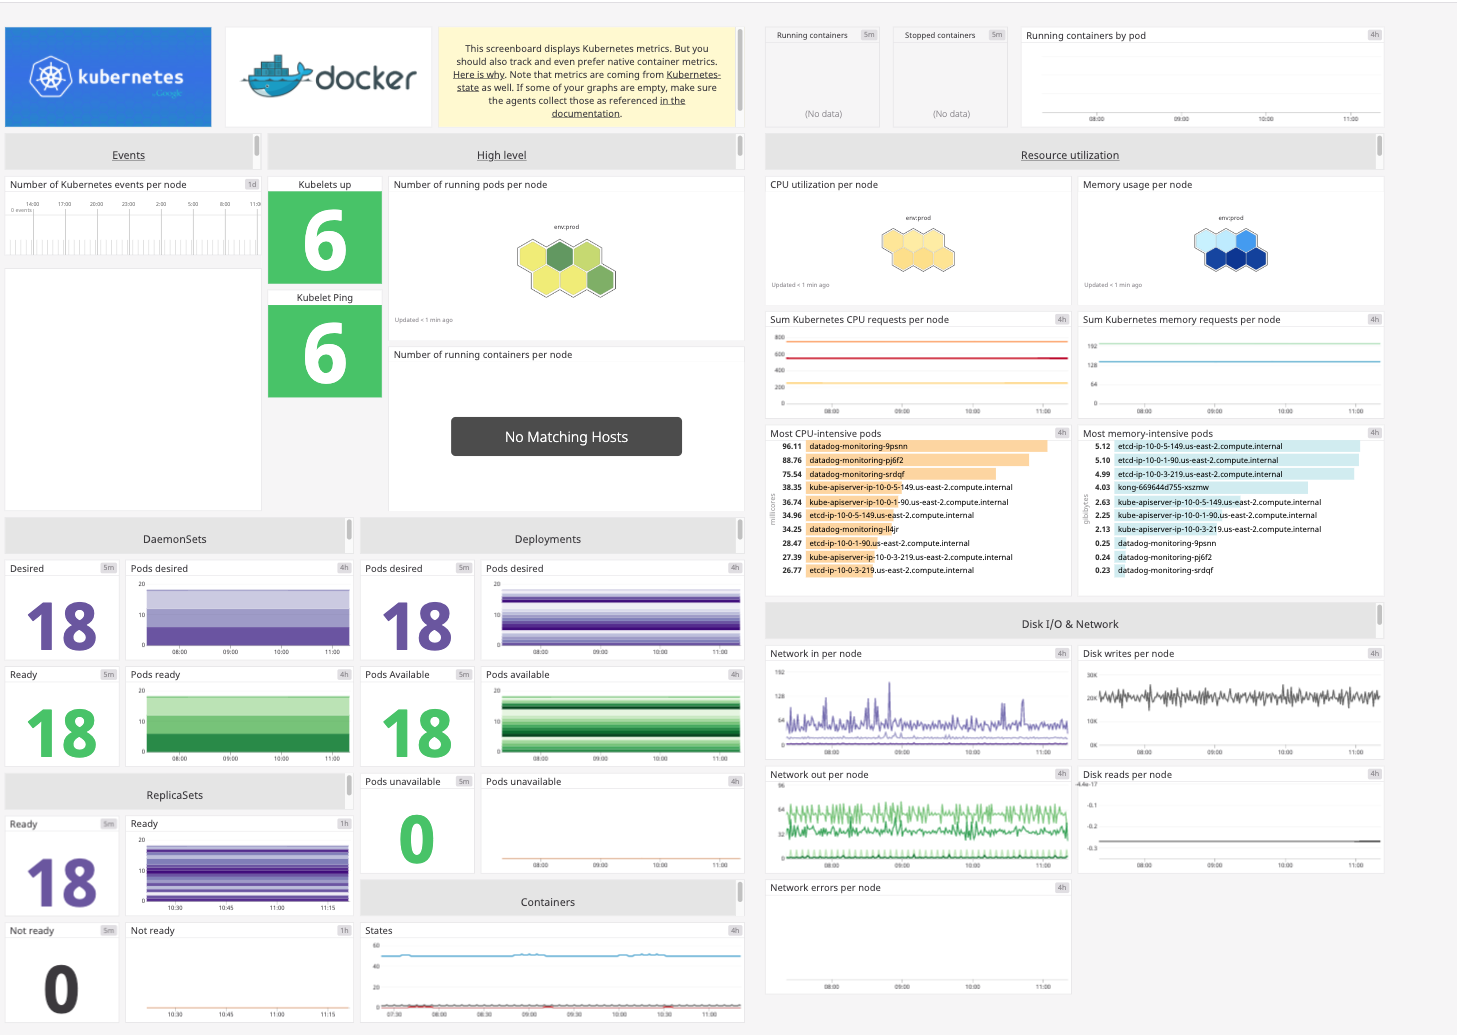 kubernetes
by Google
docker
This screenboard displays Kubernetes metrics. But you
should also track and even prefer native container metrics.
Here is why. Note that metrics are coming from Kubernetes-
state as well. If some of your graphs are empty, make sure
the agents collect those as referenced in the
documentation.
Running containers 5m
(No data)
Stopped containers 5m
(No data)
Running containers by pod 4h
08:00 09:00 10:00 11:00
Events
High level
Resource utilization
Number of Kubernetes events per node 1d
14:00 17:00 20:00 23:00 2:00 5:00 8:00 11:0
0 events
Kubelets up
6
Kubelet Ping
6
Number of running pods per node
env:prod
Updated < 1 min ago
Number of running containers per node
No Matching Hosts
CPU utilization per node
env:prod
Updated < 1 min ago
Memory usage per node
env:prod
Updated < 1 min ago
Sum Kubernetes CPU requests per node 4h
800
600
400
200
0
08:00 09:00 10:00 11:00
Sum Kubernetes memory requests per node 4h
192
128
64
0
08:00 09:00 10:00 11:00
Most CPU-intensive pods 4h
millicores
96.11 datadog-monitoring-9psnn
88.76 datadog-monitoring-pj6f2
75.54 datadog-monitoring-srdqf
38.35 kube-apiserver-ip-10-0-5-149.us-east-2.compute.internal
36.74 kube-apiserver-ip-10-0-1-90.us-east-2.compute.internal
34.96 etcd-ip-10-0-5-149.us-east-2.compute.internal
34.25 datadog-monitoring-ll4jr
28.47 etcd-ip-10-0-1-90.us-east-2.compute.internal
27.39 kube-apiserver-ip-10-0-3-219.us-east-2.compute.internal
26.77 etcd-ip-10-0-3-219.us-east-2.compute.internal
Most memory-intensive pods 4h
gibibytes
5.12 etcd-ip-10-0-5-149.us-east-2.compute.internal
5.10 etcd-ip-10-0-1-90.us-east-2.compute.internal
4.99 etcd-ip-10-0-3-219.us-east-2.compute.internal
4.03 kong-669644d755-xszmw
2.63 kube-apiserver-ip-10-0-5-149.us-east-2.compute.internal
2.25 kube-apiserver-ip-10-0-1-90.us-east-2.compute.internal
2.13 kube-apiserver-ip-10-0-3-219.us-east-2.compute.internal
0.25 datadog-monitoring-9psnn
0.24 datadog-monitoring-pj6f2
0.23 datadog-monitoring-srdqf
DaemonSets
Deployments
Desired 5m
18
Pods desired 4h
20
10
0
08:00 09:00 10:00 11:00
Pods desired 5m
18
Pods desired 4h
20
10
0
08:00 09:00 10:00 11:00
Ready 5m
18
Pods ready 4h
20
10
0
08:00 09:00 10:00 11:00
Pods Available 5m
18
Pods available 4h
20
10
0
08:00 09:00 10:00 11:00
ReplicaSets
Pods unavailable 5m
0
Pods unavailable 4h
08:00 09:00 10:00 11:00
Ready 5m
18
Ready 1h
20
10
0
10:30 10:45 11:00 11:15
Not ready 5m
0
Not ready 1h
10:30 10:45 11:00 11:15
Containers
States 4h
60
40
20
0
07:30 08:00 08:30 09:00 09:30 10:00 10:30 11:00
Disk I/O & Network
Network in per node 4h
192
128
64
0
08:00 09:00 10:00 11:00
Disk writes per node 4h
30K
20K
10K
0K
08:00 09:00 10:00 11:00
Network out per node 4h
96
64
32
0
08:00 09:00 10:00 11:00
Disk reads per node 4h
-4.4e-17
-0.1
-0.2
-0.3
08:00 09:00 10:00 11:00
Network errors per node 4h
08:00 09:00 10:00 11:00